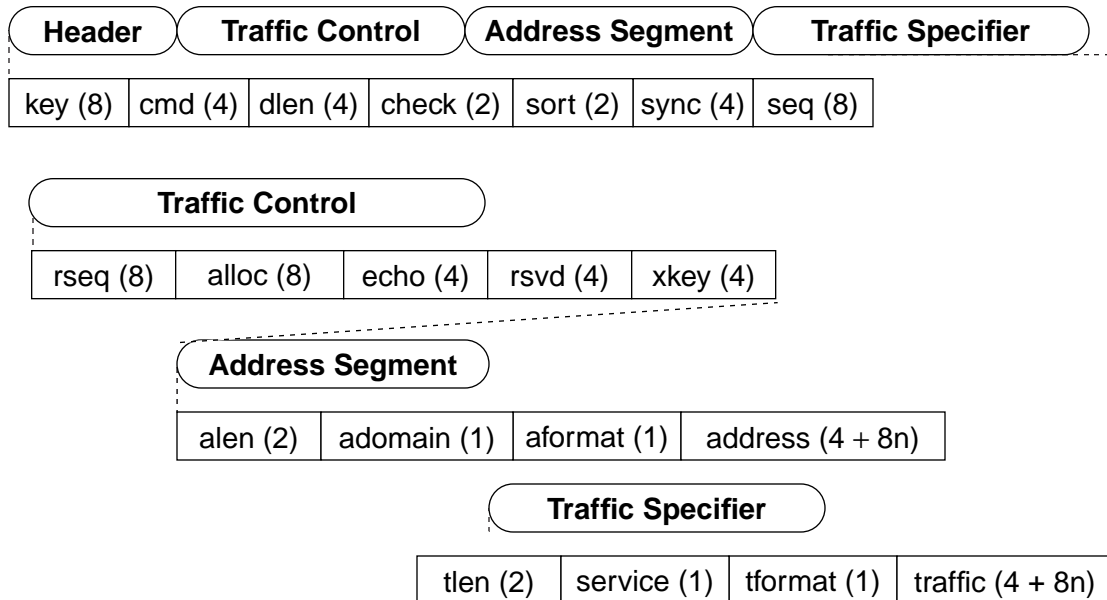 Header Traffic Control Address Segment Traffic Specifier
key (8) cmd (4) dlen (4) check (2) sort (2) sync (4) seq (8)
Traffic Control
rseq (8) alloc (8) echo (4) rsvd (4) xkey (4)
Address Segment
alen (2) adomain (1) aformat (1) address (4 + 8n)
Traffic Specifier
tlen (2) service (1) tformat (1) traffic (4 + 8n)